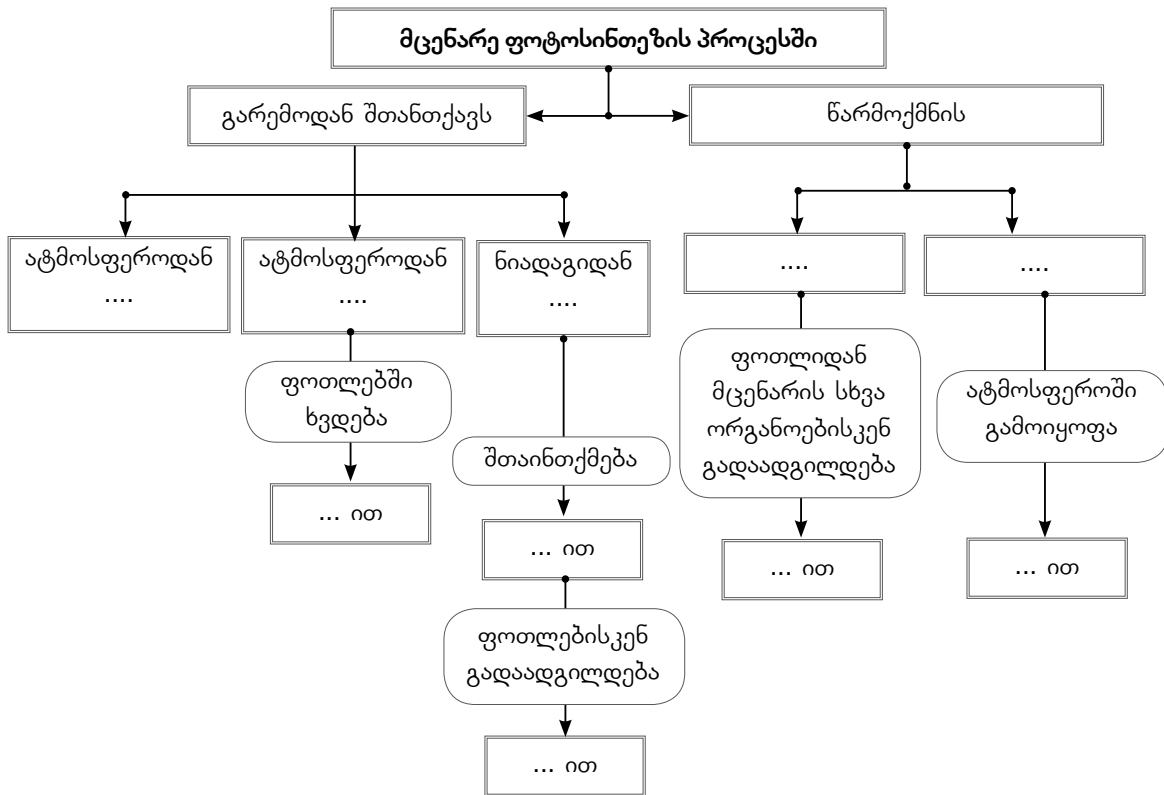 მცენარე ფოტოსინთეზის პროცესში
გარემოდან შთანთქავს
წარმოქმნის
ატმოსფეროდან
....
ატმოსფეროდან
....
ნიადაგიდან
....
....
....
ფოთლებში
ხვდება
შთაინთქმება
ფოთლიდან
მცენარის სხვა
ორგანოებისკენ
გადაადგილდება
ატმოსფეროში
გამოიყოფა
... ით
... ით
... ით
... ით
ფოთლებისკენ
გადაადგილდება
... ით